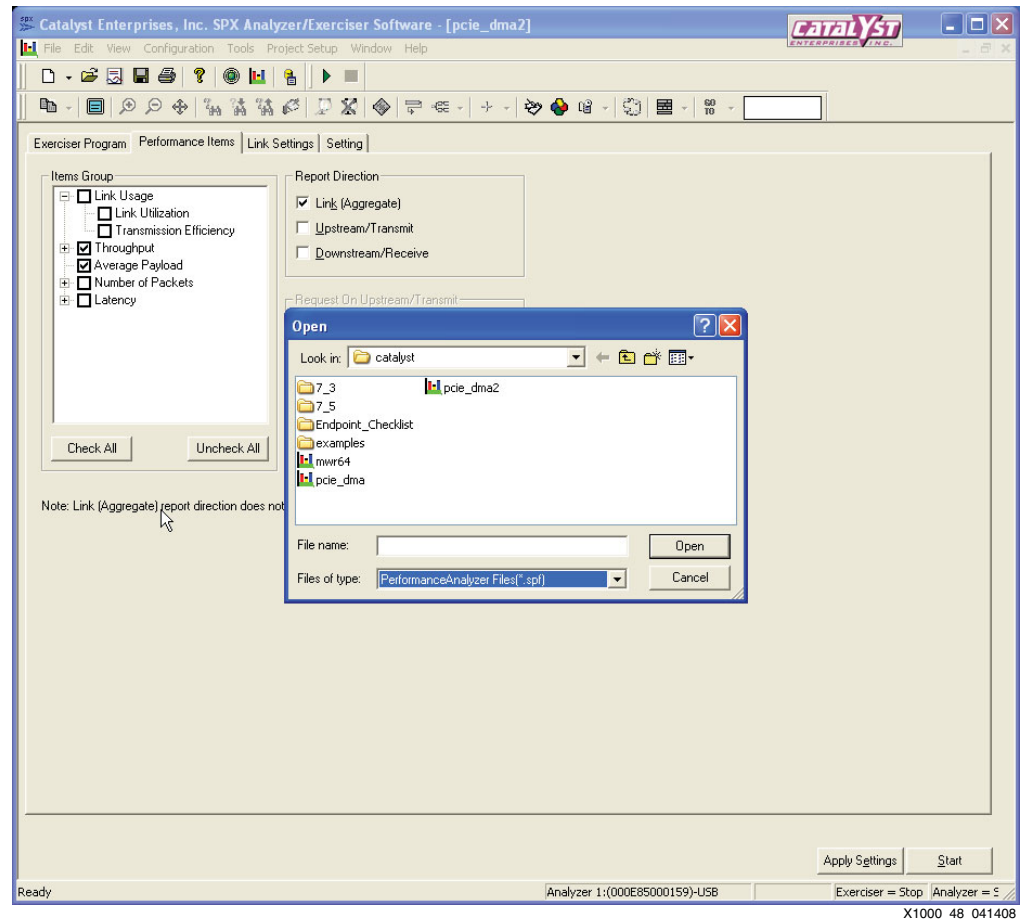 Catalyst Enterprises, Inc. SPX Analyzer/Exerciser Software - [pcie_dma2]
CATALYST
ENTERPRISES INC.
File Edit View Configuration Tools Project Setup Window Help
GO TO
Exerciser Program Performance Items Link Settings Setting
Items Group
Link Usage
Link Utilization
Transmission Efficiency
Throughput
Average Payload
Number of Packets
Latency
Check All Uncheck All
Report Direction
Link (Aggregate)
Upstream/Transmit
Downstream/Receive
Request On Upstream/Transmit
Note: Link (Aggregate) report direction does not
Open
Look in: catalyst
7_3 pcie_dma2
7_5
Endpoint_Checklist
examples
mwr64
pcie_dma
File name: Open
Files of type: PerformanceAnalyzer Files(*.spf) Cancel
Apply Settings Start
Ready Analyzer 1:(000E85000159)-USB Exerciser = Stop Analyzer = S
X1000_48_041408